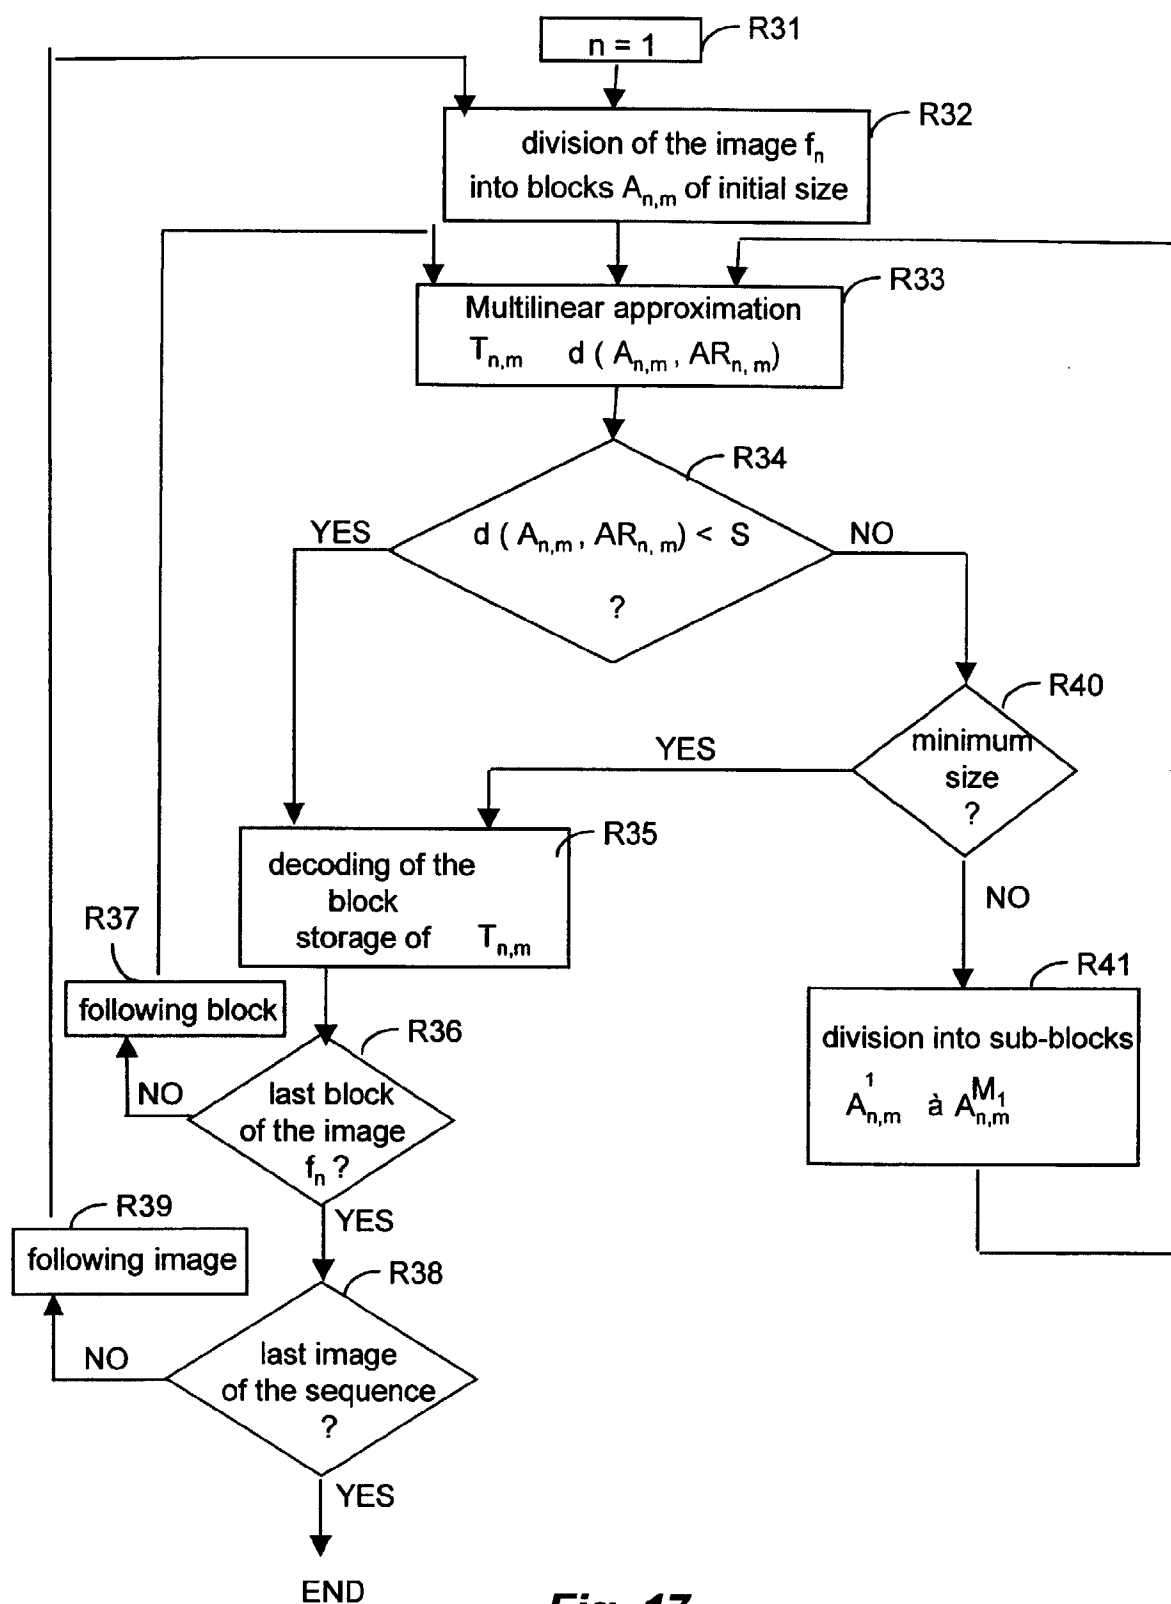 n = 1
R31
division of the image fn
into blocks An,m of initial size
R32
Multilinear approximation
Tn,m d ( An,m , ARn, m)
R33
R34
d ( An,m , ARn, m) < S
?
YES
NO
R40
minimum
size
?
YES
NO
R35
decoding of the
block
storage of Tn,m
R37
following block
R36
last block
of the image
fn ?
NO
YES
R41
division into sub-blocks
A1n,m à AM1n,m
R39
following image
R38
last image
of the sequence
?
NO
YES
END
Fig. 17